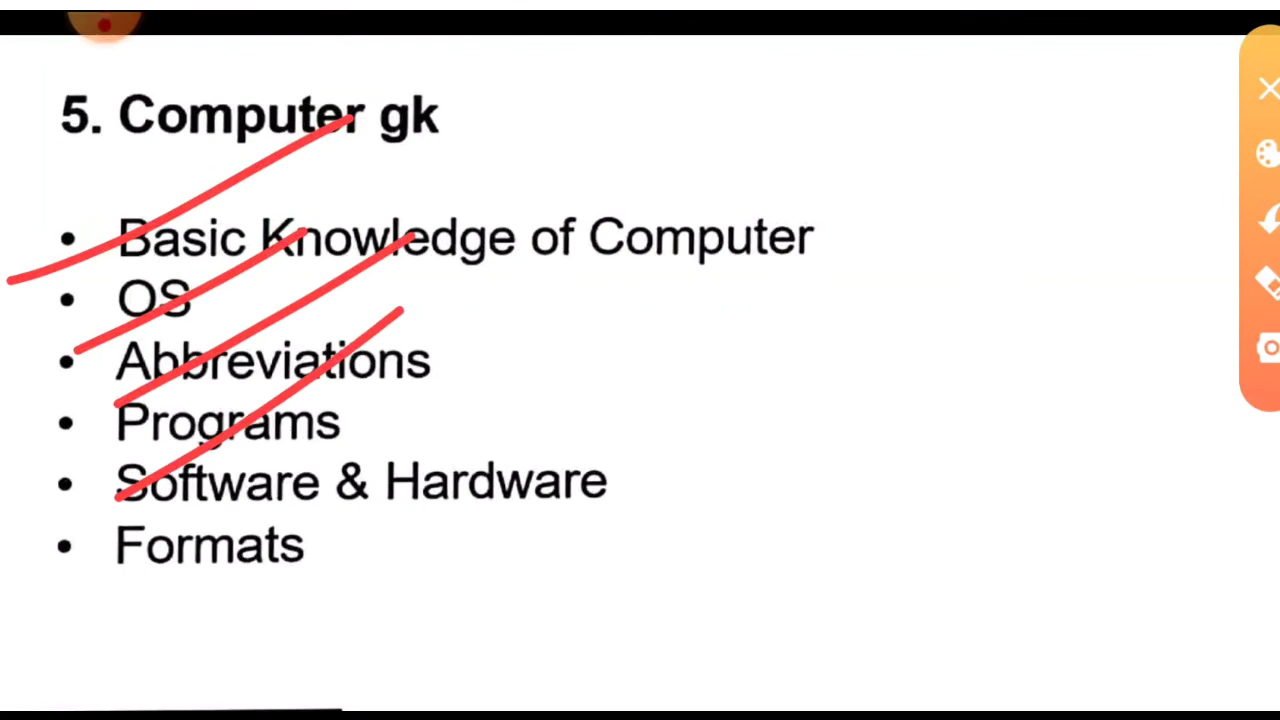 5. Computer gk
• Basic Knowledge of Computer
• OS
• Abbreviations
• Programs
• Software & Hardware
• Formats